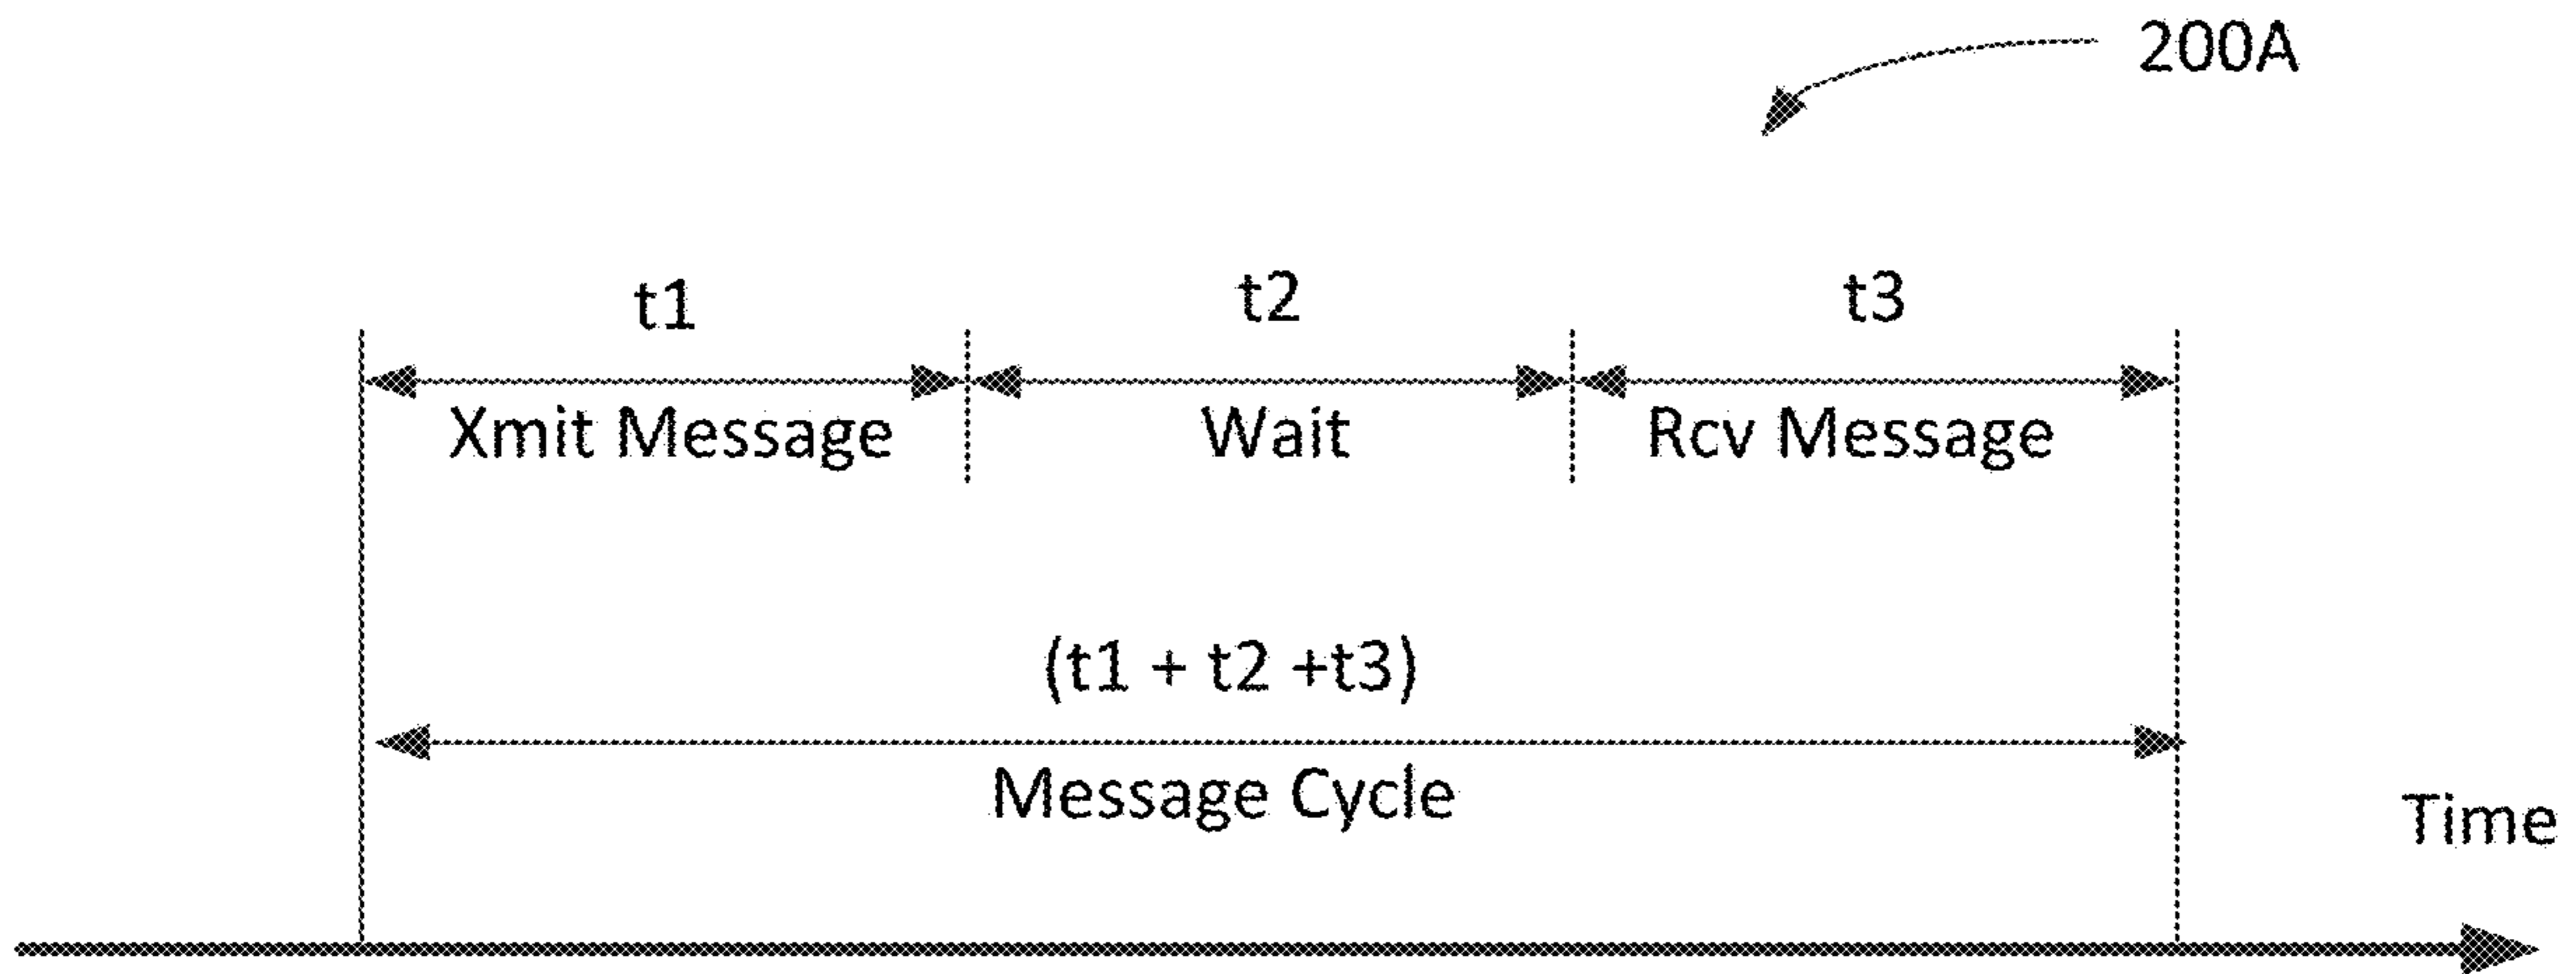 200A
t1
t2
t3
Xmit Message
Wait
Rcv Message
(t1 + t2 +t3)
Message Cycle
Time